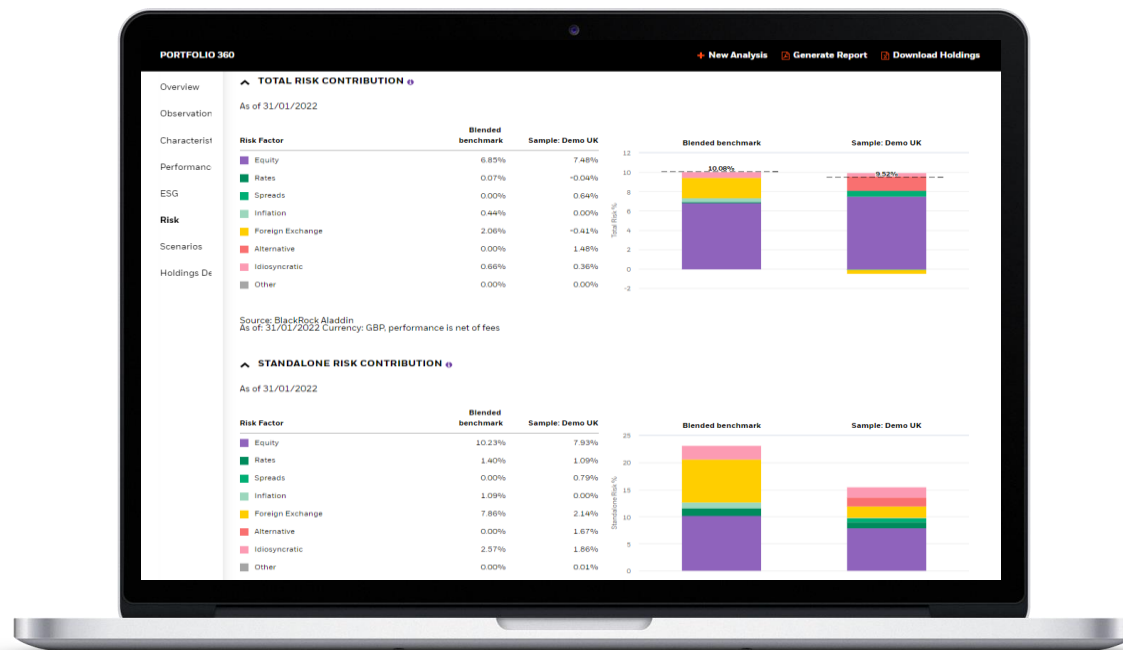 PORTFOLIO 360
+ New Analysis Generate Report Download Holdings
Overview
Observation
Characterist
Performanc
ESG
Risk
Scenarios
Holdings De
TOTAL RISK CONTRIBUTION
As of 31/01/2022
Risk Factor Blended benchmark Sample: Demo UK
Equity 6.85% 7.48%
Rates 0.07% -0.04%
Spreads 0.00% 0.64%
Inflation 0.44% 0.00%
Foreign Exchange 2.06% -0.41%
Alternative 0.00% 1.48%
Idiosyncratic 0.66% 0.36%
Other 0.00% 0.00%
Blended benchmark Sample: Demo UK
Total Risk %
12
10
8
6
4
2
0
-2
10.08%
9.52%
Source: BlackRock Aladdin
As of: 31/01/2022 Currency: GBP, performance is net of fees
STANDALONE RISK CONTRIBUTION
As of 31/01/2022
Risk Factor Blended benchmark Sample: Demo UK
Equity 10.23% 7.93%
Rates 1.40% 1.09%
Spreads 0.00% 0.79%
Inflation 1.09% 0.00%
Foreign Exchange 7.86% 2.14%
Alternative 0.00% 1.67%
Idiosyncratic 2.57% 1.86%
Other 0.00% 0.01%
Blended benchmark Sample: Demo UK
Standalone Risk %
25
20
15
10
5
0